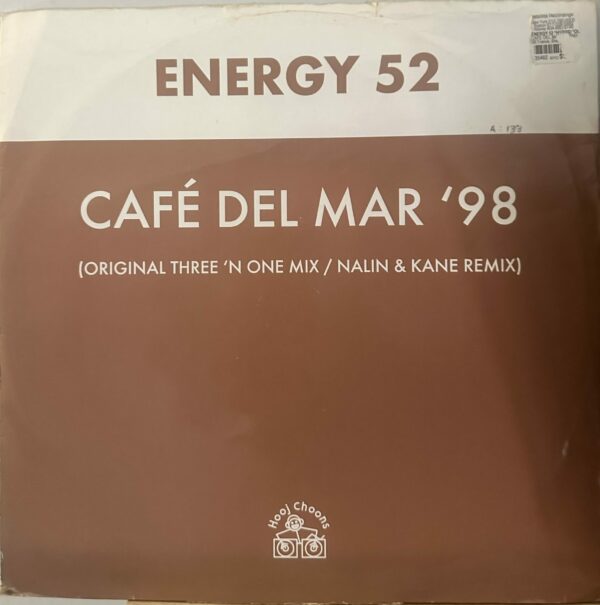 ENERGY 52
A : 133
CAFÉ DEL MAR ‘98
(ORIGINAL THREE ‘N ONE MIX / NALIN & KANE REMIX)
Hooj Choons